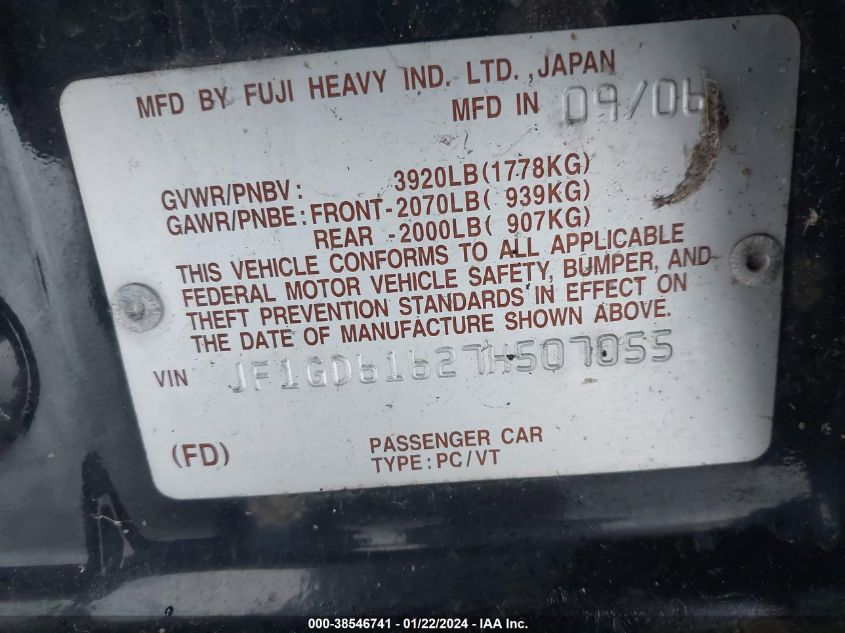 MFD BY FUJI HEAVY IND. LTD., JAPAN
MFD IN 09/06
GVWR/PNBV: 3920LB(1778KG)
GAWR/PNBE: FRONT-2070LB( 939KG)
REAR -2000LB( 907KG)
THIS VEHICLE CONFORMS TO ALL APPLICABLE
FEDERAL MOTOR VEHICLE SAFETY, BUMPER, AND
THEFT PREVENTION STANDARDS IN EFFECT ON
THE DATE OF MANUFACTURE SHOWN ABOVE.
VIN JF1GD61627H507055
(FD) PASSENGER CAR
TYPE: PC/VT
000-38546741 - 01/22/2024 - IAA Inc.